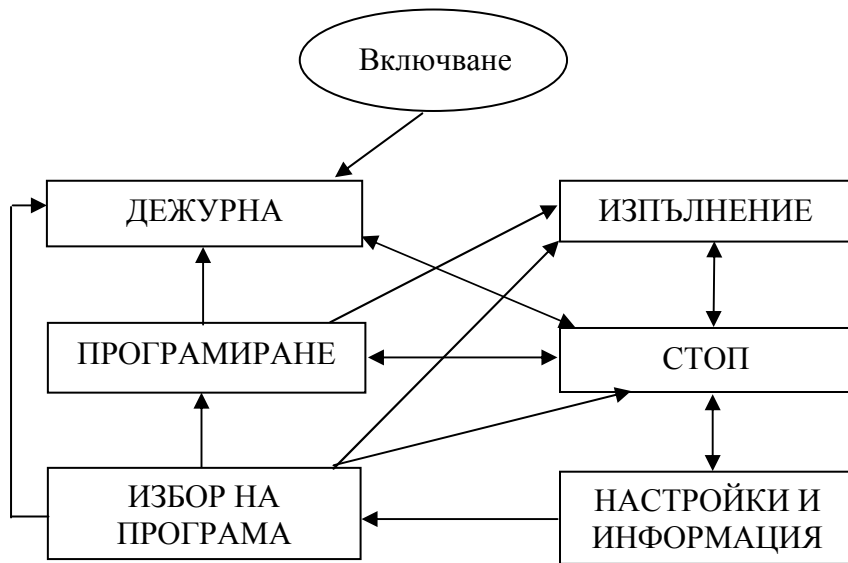 Включване
ДЕЖУРНА
ИЗПЪЛНЕНИЕ
ПРОГРАМИРАНЕ
СТОП
ИЗБОР НА
ПРОГРАМА
НАСТРОЙКИ И
ИНФОРМАЦИЯ